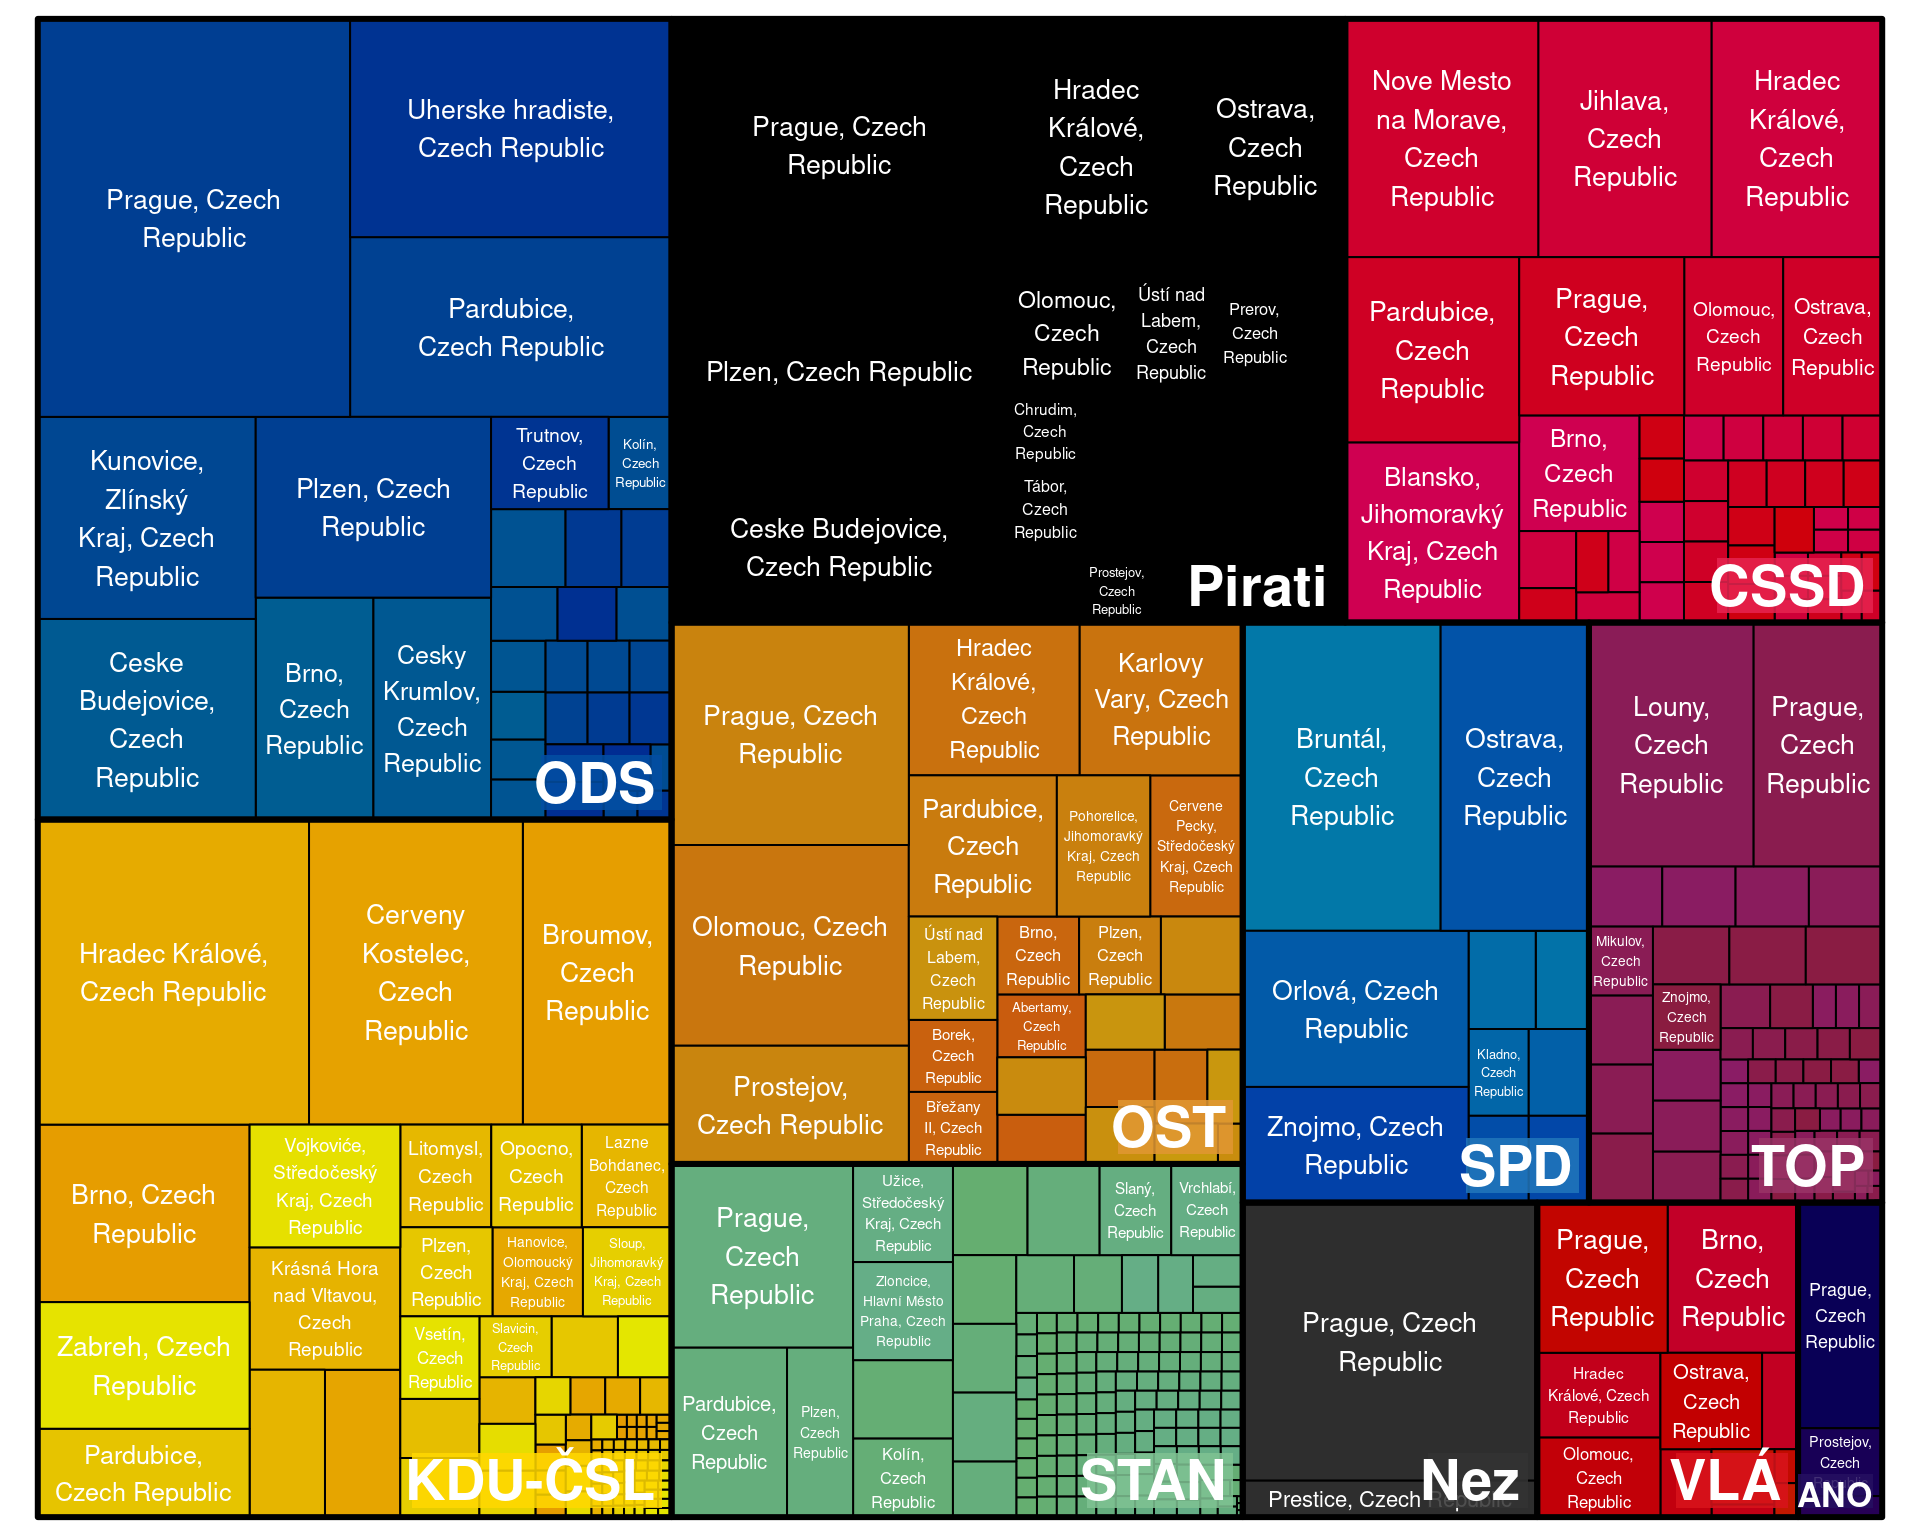 Prague, Czech
Republic
Uherske hradiste,
Czech Republic
Pardubice,
Czech Republic
Kunovice,
Zlínský
Kraj, Czech
Republic
Plzen, Czech
Republic
Trutnov,
Czech
Republic
Kolín,
Czech
Republic
Ceske
Budejovice,
Czech
Republic
Brno,
Czech
Republic
Cesky
Krumlov,
Czech
Republic
ODS
Prague, Czech
Republic
Hradec
Králové,
Czech
Republic
Ostrava,
Czech
Republic
Plzen, Czech Republic
Olomouc,
Czech
Republic
Ústí nad
Labem,
Czech
Republic
Prerov,
Czech
Republic
Chrudim,
Czech
Republic
Tábor,
Czech
Republic
Ceske Budejovice,
Czech Republic
Prostejov,
Czech
Republic
Pirati
Nove Mesto
na Morave,
Czech
Republic
Jihlava,
Czech
Republic
Hradec
Králové,
Czech
Republic
Pardubice,
Czech
Republic
Prague,
Czech
Republic
Olomouc,
Czech
Republic
Ostrava,
Czech
Republic
Blansko,
Jihomoravký
Kraj, Czech
Republic
Brno,
Czech
Republic
CSSD
Hradec Králové,
Czech Republic
Cerveny
Kostelec,
Czech
Republic
Broumov,
Czech
Republic
Brno, Czech
Republic
Vojkoviće,
Středočeský
Kraj, Czech
Republic
Litomysl,
Czech
Republic
Opocno,
Czech
Republic
Lazne
Bohdanec,
Czech
Republic
Krásná Hora
nad Vltavou,
Czech
Republic
Plzen,
Czech
Republic
Hanovice,
Olomoucký
Kraj, Czech
Republic
Sloup,
Jihomoravký
Kraj, Czech
Republic
Zabreh, Czech
Republic
Vsetín,
Czech
Republic
Slavicin,
Czech
Republic
Pardubice,
Czech Republic
KDU-ČSL
Prague, Czech
Republic
Hradec
Králové,
Czech
Republic
Karlovy
Vary, Czech
Republic
Pardubice,
Czech
Republic
Pohorelice,
Jihomoravký
Kraj, Czech
Republic
Cervene
Pecky,
Středočeský
Kraj, Czech
Republic
Olomouc, Czech
Republic
Ústí nad
Labem,
Czech
Republic
Brno,
Czech
Republic
Plzen,
Czech
Republic
Abertamy,
Czech
Republic
Borek,
Czech
Republic
Prostejov,
Czech Republic
Břežany
II, Czech
Republic
OST
Bruntál,
Czech
Republic
Ostrava,
Czech
Republic
Orlová, Czech
Republic
Kladno,
Czech
Republic
Znojmo, Czech
Republic
SPD
Louny,
Czech
Republic
Prague,
Czech
Republic
Mikulov,
Czech
Republic
Znojmo,
Czech
Republic
TOP
Prague,
Czech
Republic
Užice,
Středočeský
Kraj, Czech
Republic
Slaný,
Czech
Republic
Vrchlabí,
Czech
Republic
Zloncice,
Hlavní Město
Praha, Czech
Republic
Pardubice,
Czech
Republic
Plzen,
Czech
Republic
Kolín,
Czech
Republic
STAN
Prague, Czech
Republic
Prestice, Czech Republic
Nez
Prague,
Czech
Republic
Brno,
Czech
Republic
Hradec
Králové, Czech
Republic
Ostrava,
Czech
Republic
Olomouc,
Czech
Republic
VLÁ
Prague,
Czech
Republic
Prostejov,
Czech
Republic
ANO